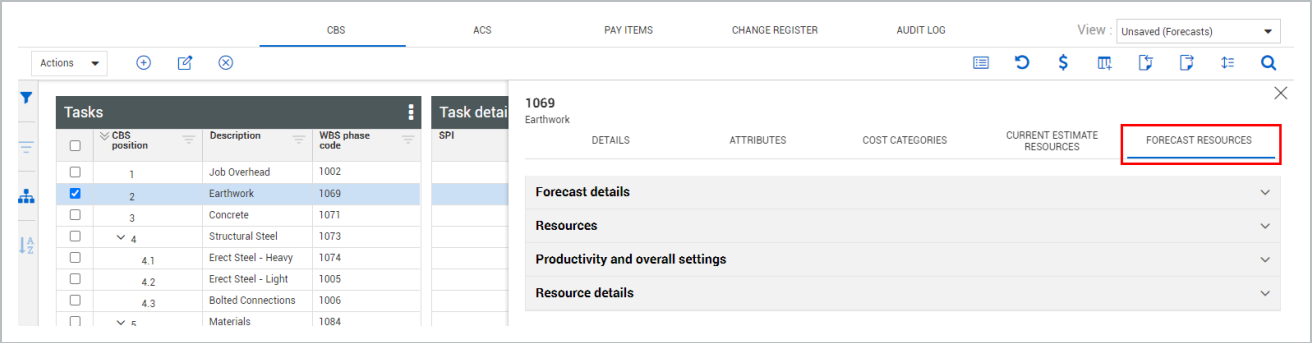 CBS ACS PAY ITEMS CHANGE REGISTER AUDIT LOG View : Unsaved (Forecasts)
Actions
Tasks
CBS position Description WBS phase code
1 Job Overhead 1002
2 Earthwork 1069
3 Concrete 1071
4 Structural Steel 1073
4.1 Erect Steel - Heavy 1074
4.2 Erect Steel - Light 1005
4.3 Bolted Connections 1006
5 Materials 1084
Task detai
SPI
1069
Earthwork
DETAILS ATTRIBUTES COST CATEGORIES CURRENT ESTIMATE RESOURCES FORECAST RESOURCES
Forecast details
Resources
Productivity and overall settings
Resource details